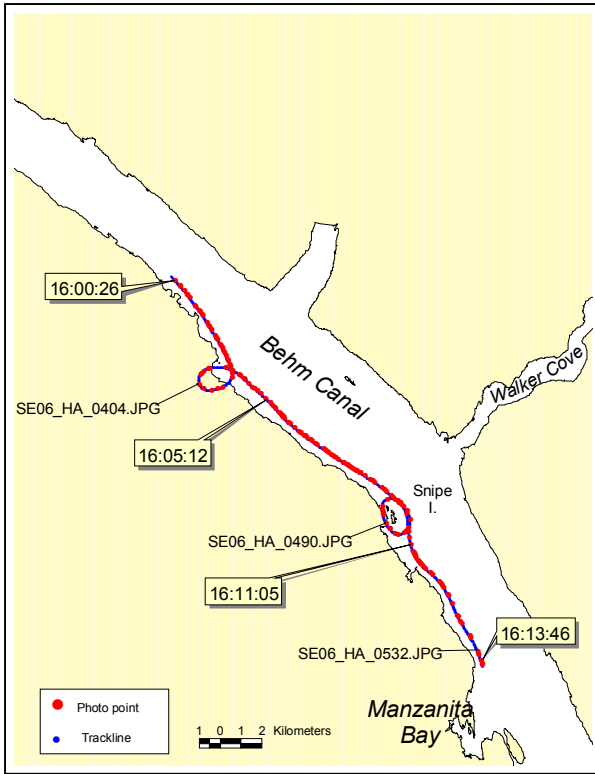 16:00:26
Behm Canal
Walker Cove
SE06_HA_0404.JPG
16:05:12
Snipe
I.
SE06_HA_0490.JPG
16:11:05
16:13:46
SE06_HA_0532.JPG
Manzanita
Bay
Photo point
Trackline
1 0 1 2 Kilometers